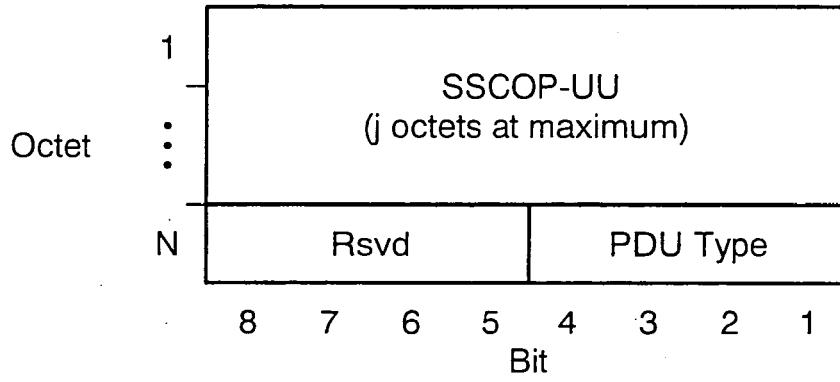 1
SSCOP-UU
(j octets at maximum)
Octet
N Rsvd PDU Type
8 7 6 5 4 3 2 1
Bit